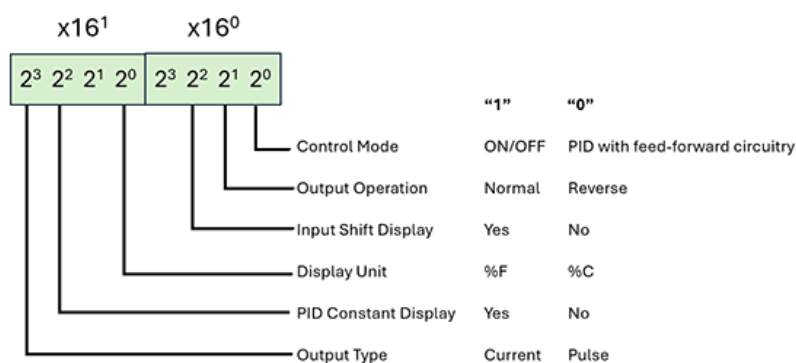 x16¹ x16⁰
2³ 2² 2¹ 2⁰ 2³ 2² 2¹ 2⁰
“1” “0”
Control Mode ON/OFF PID with feed-forward circuitry
Output Operation Normal Reverse
Input Shift Display Yes No
Display Unit %F %C
PID Constant Display Yes No
Output Type Current Pulse